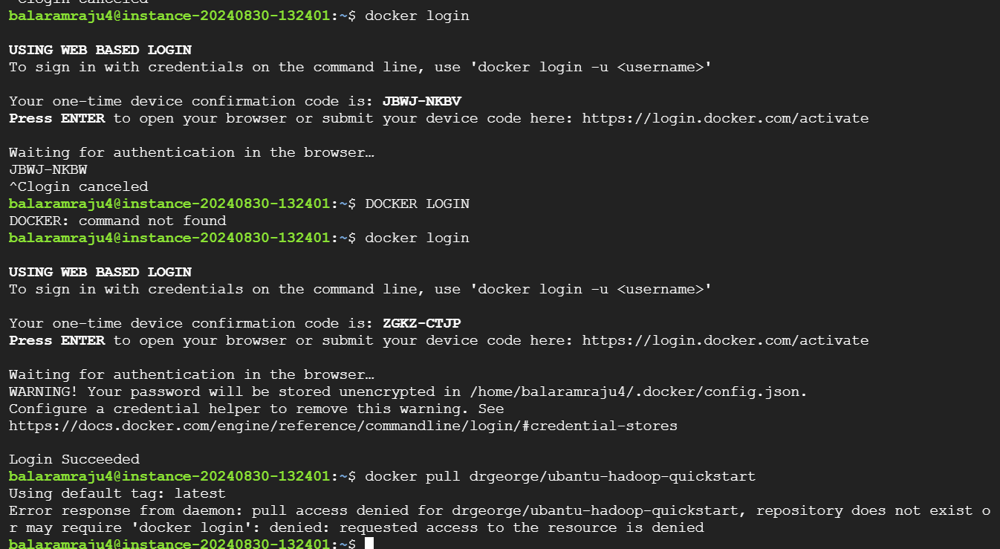 ^Clogin canceled
balaramraju4@instance-20240830-132401:~$ docker login
USING WEB BASED LOGIN
To sign in with credentials on the command line, use 'docker login -u <username>'
Your one-time device confirmation code is: JBWJ-NKBV
Press ENTER to open your browser or submit your device code here: https://login.docker.com/activate
Waiting for authentication in the browser…
JBWJ-NKBW
^Clogin canceled
balaramraju4@instance-20240830-132401:~$ DOCKER LOGIN
DOCKER: command not found
balaramraju4@instance-20240830-132401:~$ docker login
USING WEB BASED LOGIN
To sign in with credentials on the command line, use 'docker login -u <username>'
Your one-time device confirmation code is: ZGKZ-CTJP
Press ENTER to open your browser or submit your device code here: https://login.docker.com/activate
Waiting for authentication in the browser…
WARNING! Your password will be stored unencrypted in /home/balaramraju4/.docker/config.json.
Configure a credential helper to remove this warning. See
https://docs.docker.com/engine/reference/commandline/login/#credential-stores
Login Succeeded
balaramraju4@instance-20240830-132401:~$ docker pull drgeorge/ubantu-hadoop-quickstart
Using default tag: latest
Error response from daemon: pull access denied for drgeorge/ubantu-hadoop-quickstart, repository does not exist o
r may require 'docker login': denied: requested access to the resource is denied
balaramraju4@instance-20240830-132401:~$